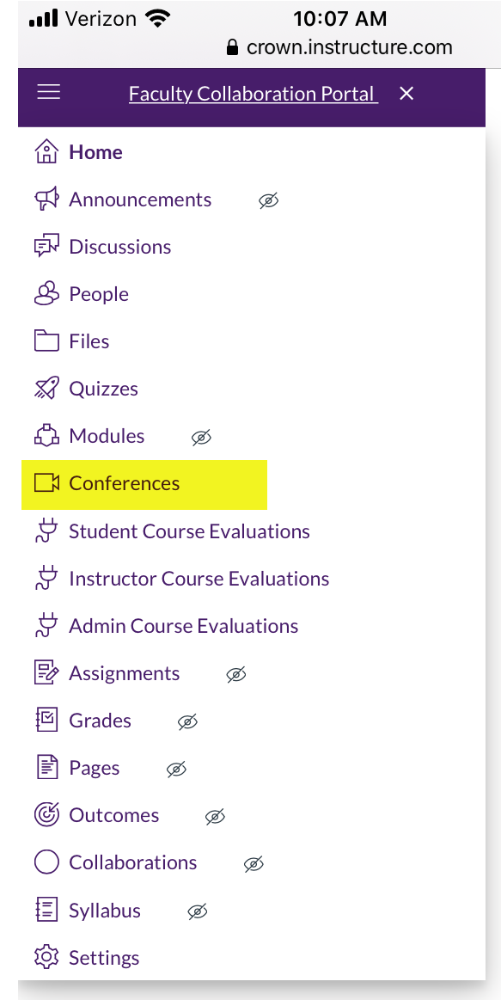 Verizon 10:07 AM
crown.instructure.com
Faculty Collaboration Portal
Home
Announcements
Discussions
People
Files
Quizzes
Modules
Conferences
Student Course Evaluations
Instructor Course Evaluations
Admin Course Evaluations
Assignments
Grades
Pages
Outcomes
Collaborations
Syllabus
Settings